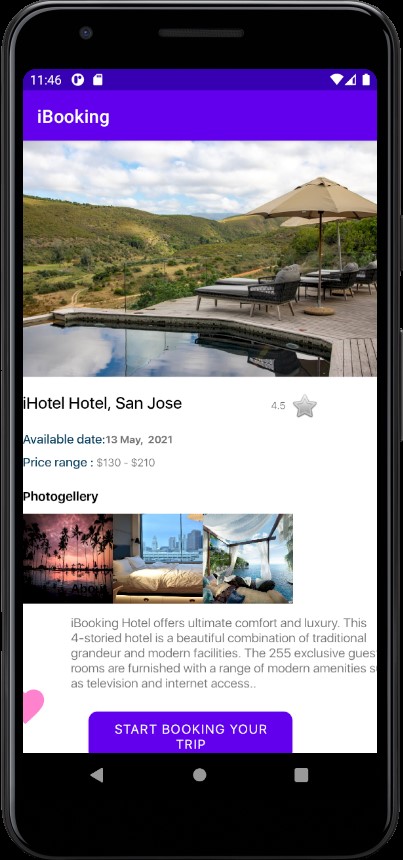 11:46
iBooking
iHotel Hotel, San Jose
4.5
Available date:13 May, 2021
Price range : $130 - $210
Photogellery
About
iBooking Hotel offers ultimate comfort and luxury. This
4-storied hotel is a beautiful combination of traditional
grandeur and modern facilities. The 255 exclusive gues
rooms are furnished with a range of modern amenities s
as television and internet access..
START BOOKING YOUR
TRIP